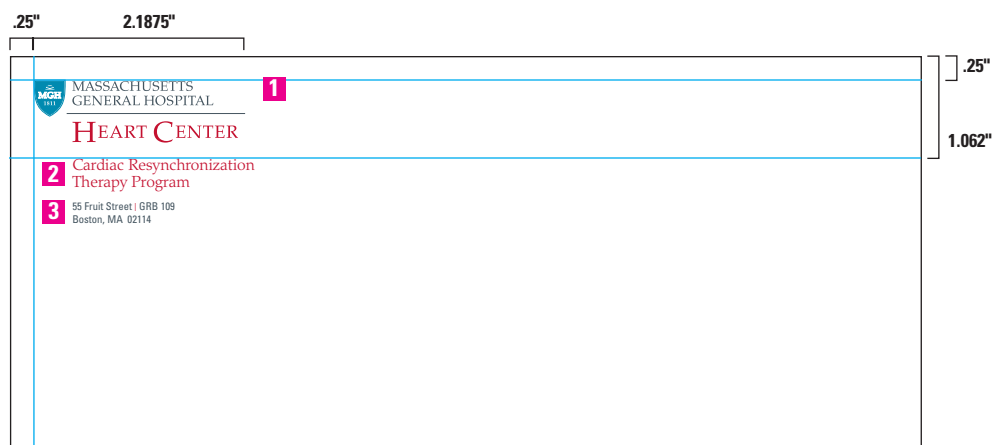 .25" 2.1875"
.25"
MGH
1811
MASSACHUSETTS
GENERAL HOSPITAL
1
HEART CENTER
1.062"
2
Cardiac Resynchronization
Therapy Program
3
55 Fruit Street | GRB 109
Boston, MA 02114